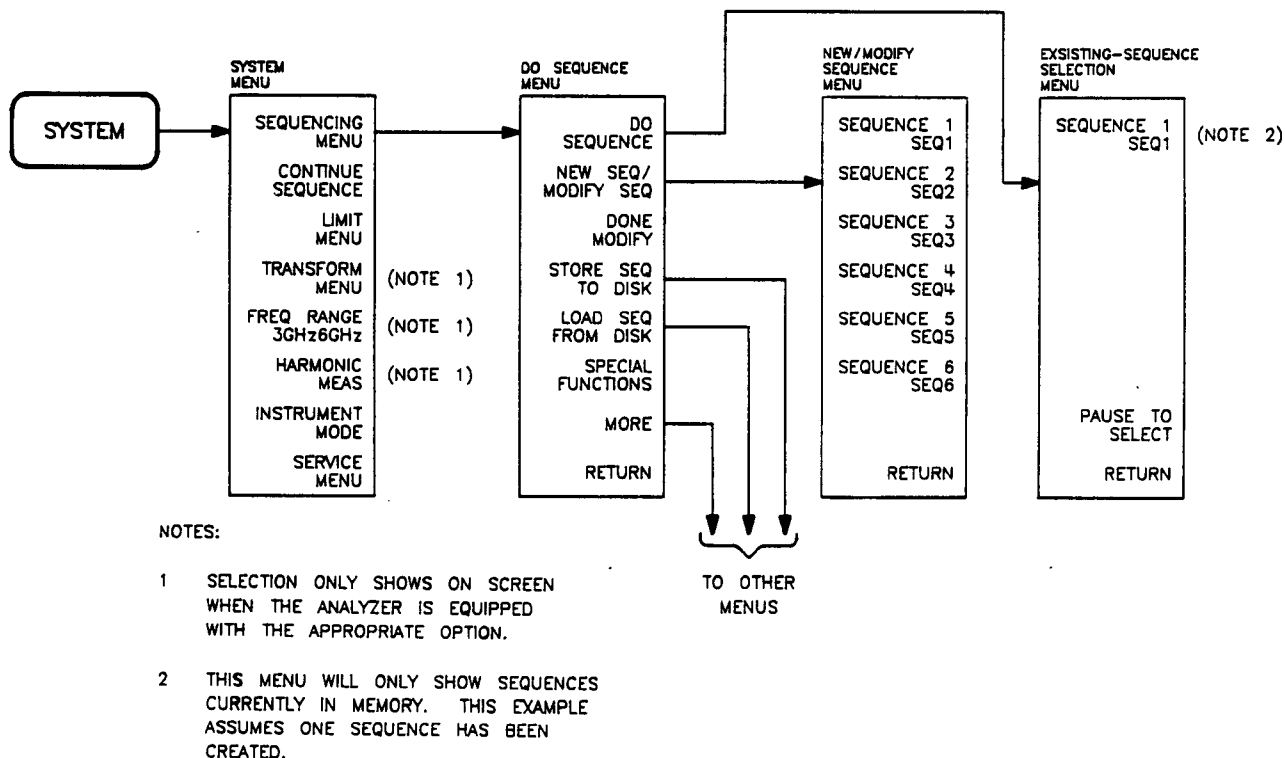 SYSTEM
SYSTEM
MENU
SEQUENCING
MENU
CONTINUE
SEQUENCE
LIMIT
MENU
TRANSFORM
MENU
(NOTE 1)
FREQ RANGE
3GHz6GHz
(NOTE 1)
HARMONIC
MEAS
(NOTE 1)
INSTRUMENT
MODE
SERVICE
MENU
DO SEQUENCE
MENU
DO
SEQUENCE
NEW SEQ/
MODIFY SEQ
DONE
MODIFY
STORE SEQ
TO DISK
LOAD SEQ
FROM DISK
SPECIAL
FUNCTIONS
MORE
RETURN
TO OTHER
MENUS
NEW/MODIFY
SEQUENCE
MENU
SEQUENCE 1
SEQ1
SEQUENCE 2
SEQ2
SEQUENCE 3
SEQ3
SEQUENCE 4
SEQ4
SEQUENCE 5
SEQ5
SEQUENCE 6
SEQ6
RETURN
EXSISTING-SEQUENCE
SELECTION
MENU
SEQUENCE 1
SEQ1
(NOTE 2)
PAUSE TO
SELECT
RETURN
NOTES:
1 SELECTION ONLY SHOWS ON SCREEN
WHEN THE ANALYZER IS EQUIPPED
WITH THE APPROPRIATE OPTION.
2 THIS MENU WILL ONLY SHOW SEQUENCES
CURRENTLY IN MEMORY. THIS EXAMPLE
ASSUMES ONE SEQUENCE HAS BEEN
CREATED.